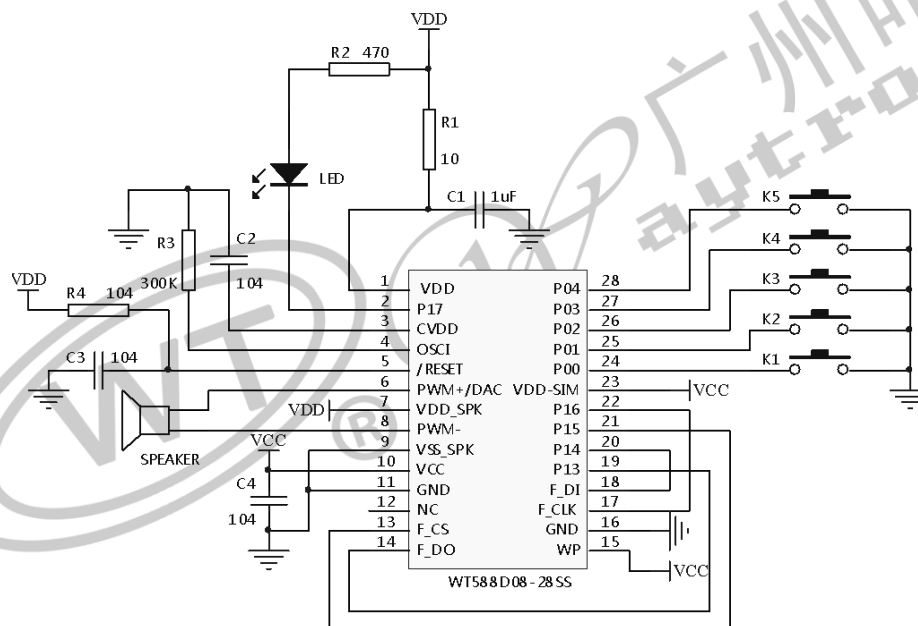 VDD
R2 470
R1
10
LED
C1 1uF
K5
R3
300K
C2
104
K4
VDD
R4 104
K3
K2
C3 104
K1
1 VDD
2 P17
3 CVDD
4 OSCI
5 /RESET
6 PWM+/DAC
7 VDD_SPK
8 PWM-
9 VSS_SPK
10 VCC
11 GND
12 NC
13 F_CS
14 F_DO
P04 28
P03 27
P02 26
P01 25
P00 24
VDD-SIM 23
P16 22
P15 21
P14 20
P13 19
F_DI 18
F_CLK 17
GND 16
WP 15
VCC
VDD
SPEAKER
VCC
C4
104
VCC
WT588D08-28SS
WT
®
广州
aytro